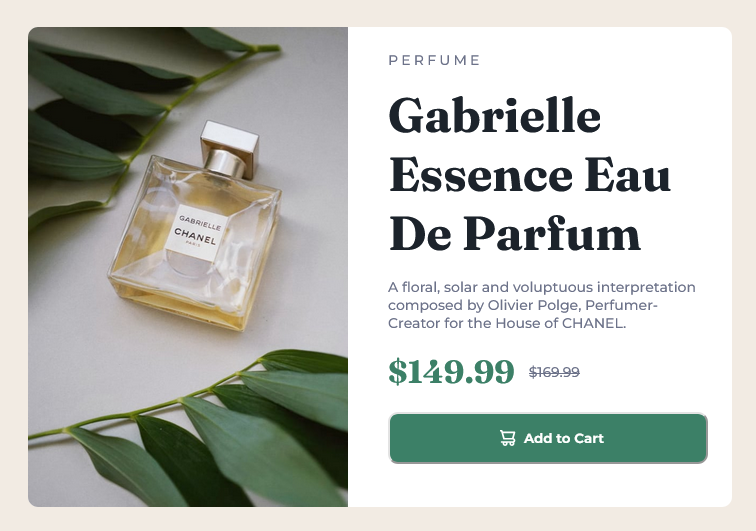 GABRIELLE
CHANEL
PARIS
PERFUME
Gabrielle
Essence Eau
De Parfum
A floral, solar and voluptuous interpretation
composed by Olivier Polge, Perfumer-
Creator for the House of CHANEL.
$149.99 $169.99
Add to Cart